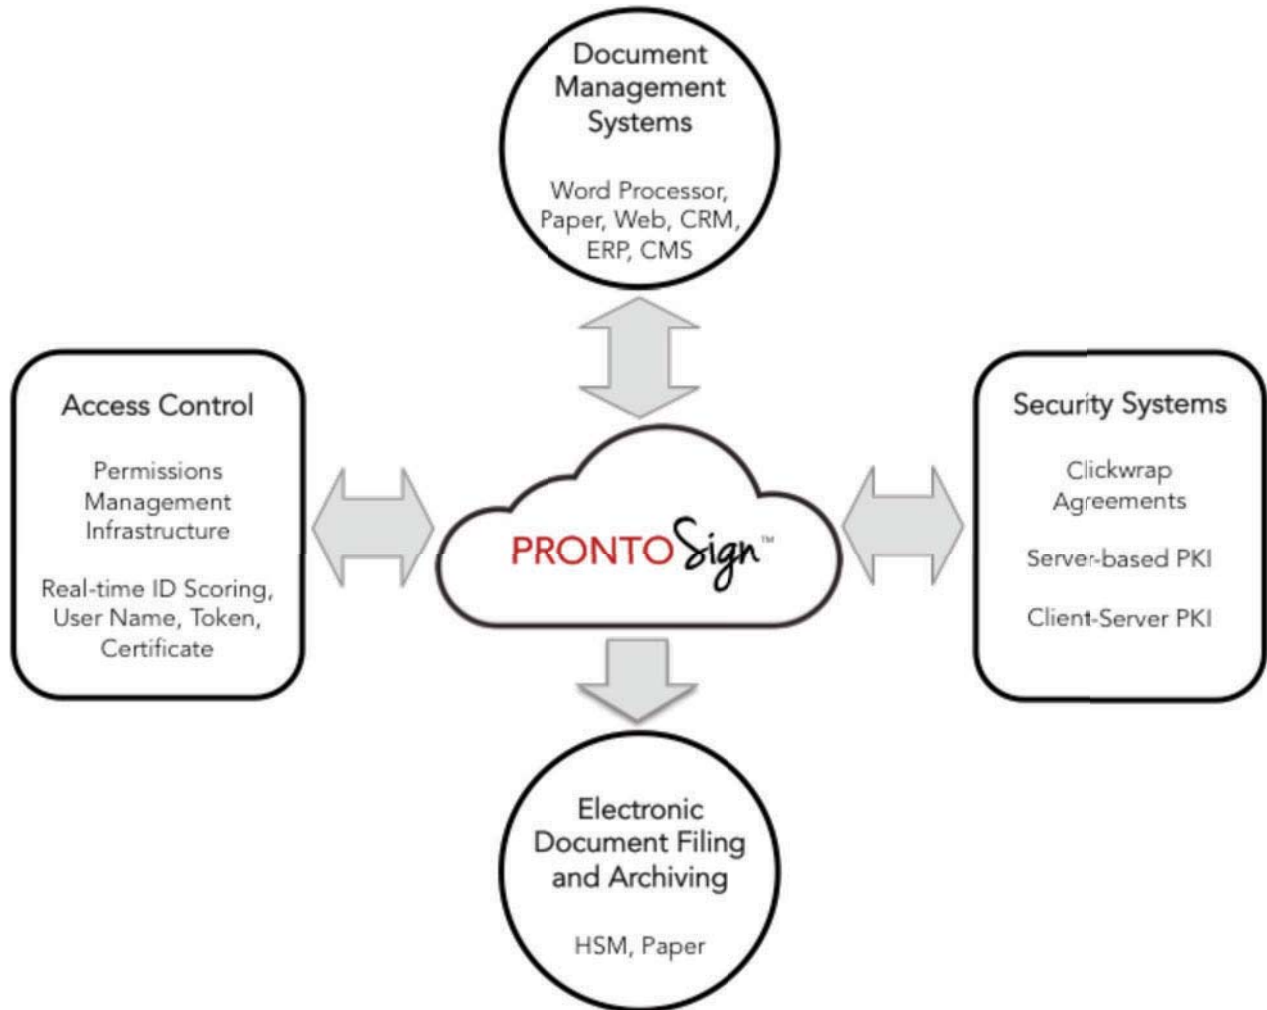 Document
Management
Systems
Word Processor,
Paper, Web, CRM,
ERP, CMS
Access Control
Permissions
Management
Infrastructure
Real-time ID Scoring,
User Name, Token,
Certificate
PRONTO Sign™
Security Systems
Clickwrap
Agreements
Server-based PKI
Client-Server PKI
Electronic
Document Filing
and Archiving
HSM, Paper